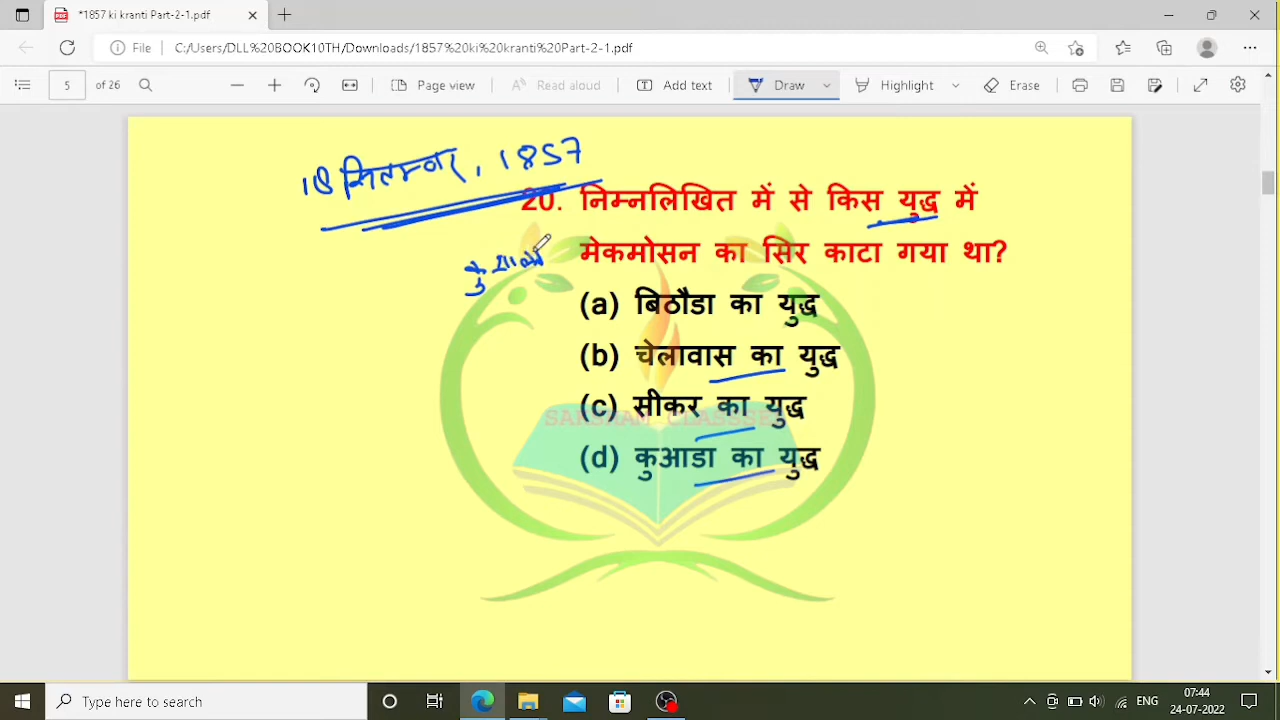 *1857 ki kranti Part-2-1.pdf
File C:/Users/DLL%20BOOK10TH/Downloads/1857%20ki%20kranti%20Part-2-1.pdf
5 of 26 Page view Read aloud Add text Draw Highlight Erase
18 सितम्बर, 1857
20. निम्नलिखित में से किस युद्ध में
मेकमोसन का सिर काटा गया था?
(a) बिठौडा का युद्ध
(b) चेलावास का युद्ध
(c) सीकर का युद्ध
SAKSHAM CLASSSES
(d) कुआडा का युद्ध
Type here to search
ENG
07:44
24-07-2022